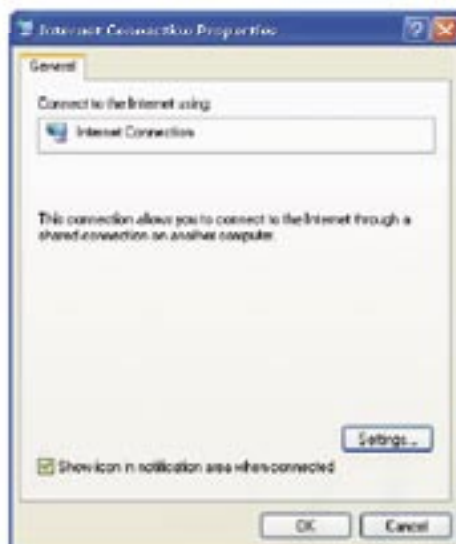 Internet Connection Properties
General
Connect to the Internet using:
Internet Connection
This connection allows you to connect to the Internet through a
shared connection on another computer.
Settings...
Show icon in notification area when connected
OK
Cancel